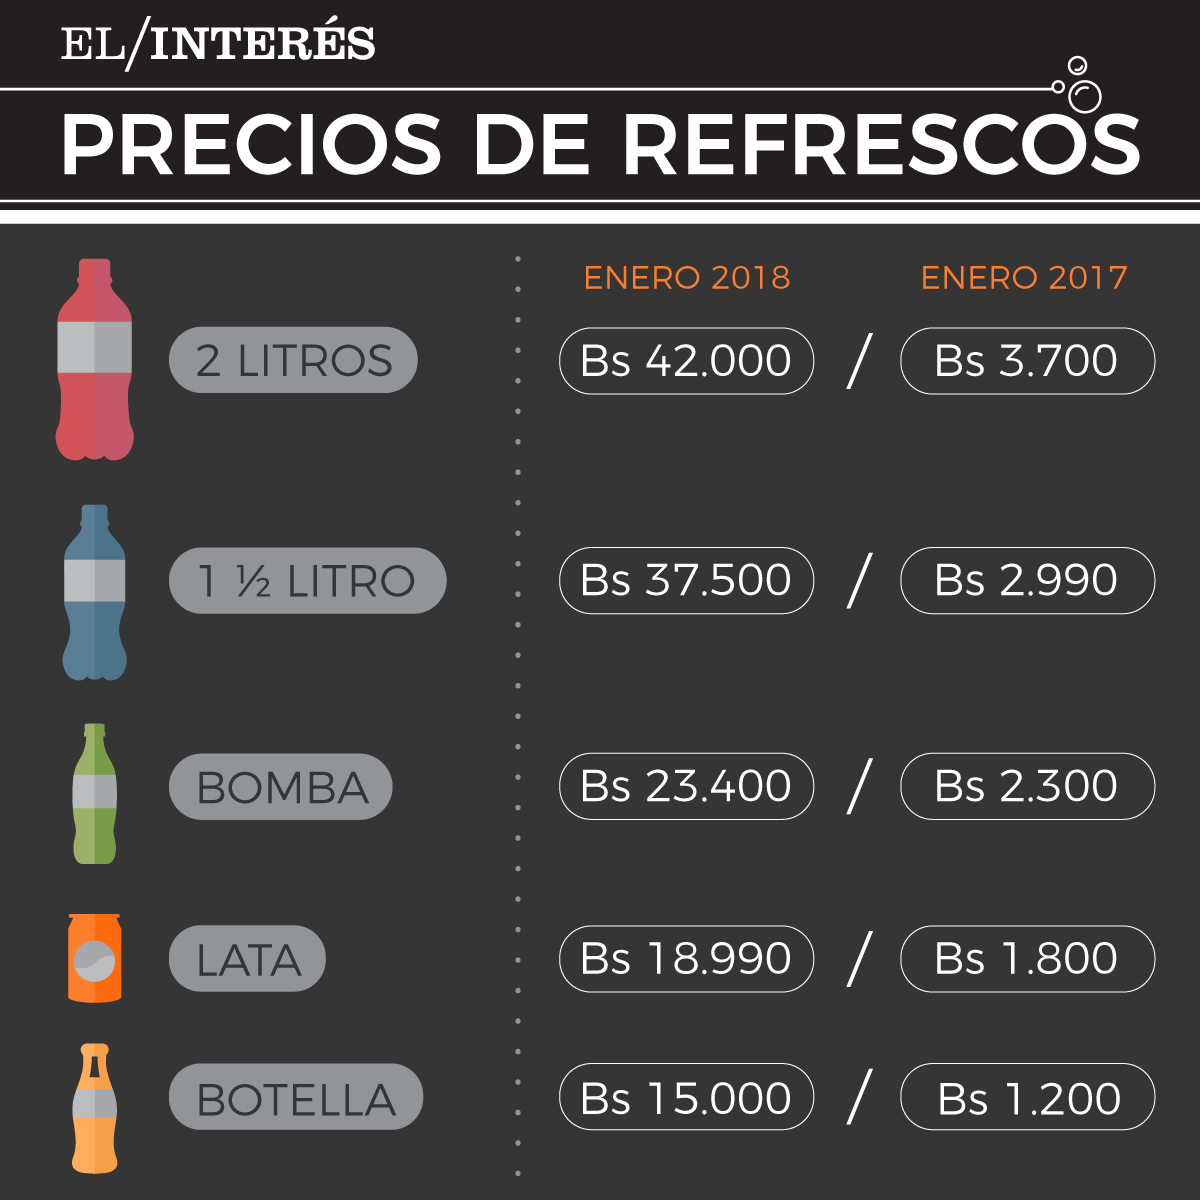 EL/INTERÉS
PRECIOS DE REFRESCOS
ENERO 2018 ENERO 2017
2 LITROS Bs 42.000 / Bs 3.700
1 ½ LITRO Bs 37.500 / Bs 2.990
BOMBA Bs 23.400 / Bs 2.300
LATA Bs 18.990 / Bs 1.800
BOTELLA Bs 15.000 / Bs 1.200